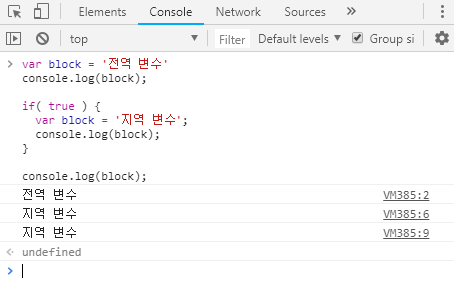 Elements Console Network Sources »
top Filter Default levels Group si
var block = '전역 변수'
console.log(block);
if( true ) {
var block = '지역 변수';
console.log(block);
}
console.log(block);
전역 변수 VM385:2
지역 변수 VM385:6
지역 변수 VM385:9
undefined